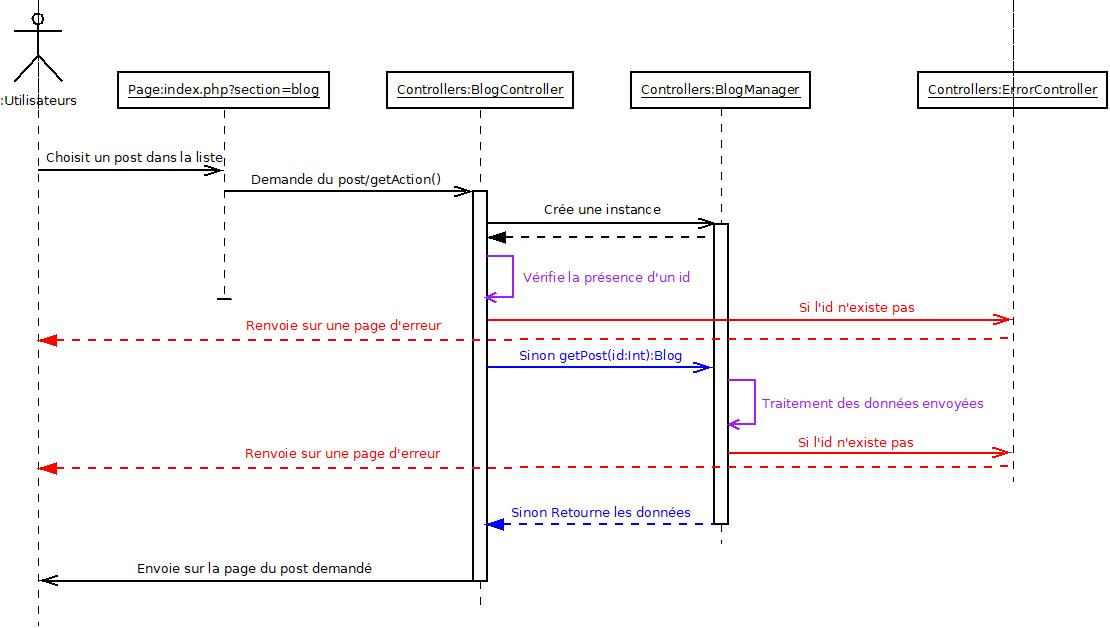 :Utilisateurs
Page:index.php?section=blog
Controllers:BlogController
Controllers:BlogManager
Controllers:ErrorController
Choisit un post dans la liste
Demande du post/getAction()
Crée une instance
Vérifie la présence d'un id
Si l'id n'existe pas
Renvoie sur une page d'erreur
Sinon getPost(id:Int):Blog
Traitement des données envoyées
Si l'id n'existe pas
Renvoie sur une page d'erreur
Sinon Retourne les données
Envoie sur la page du post demandé